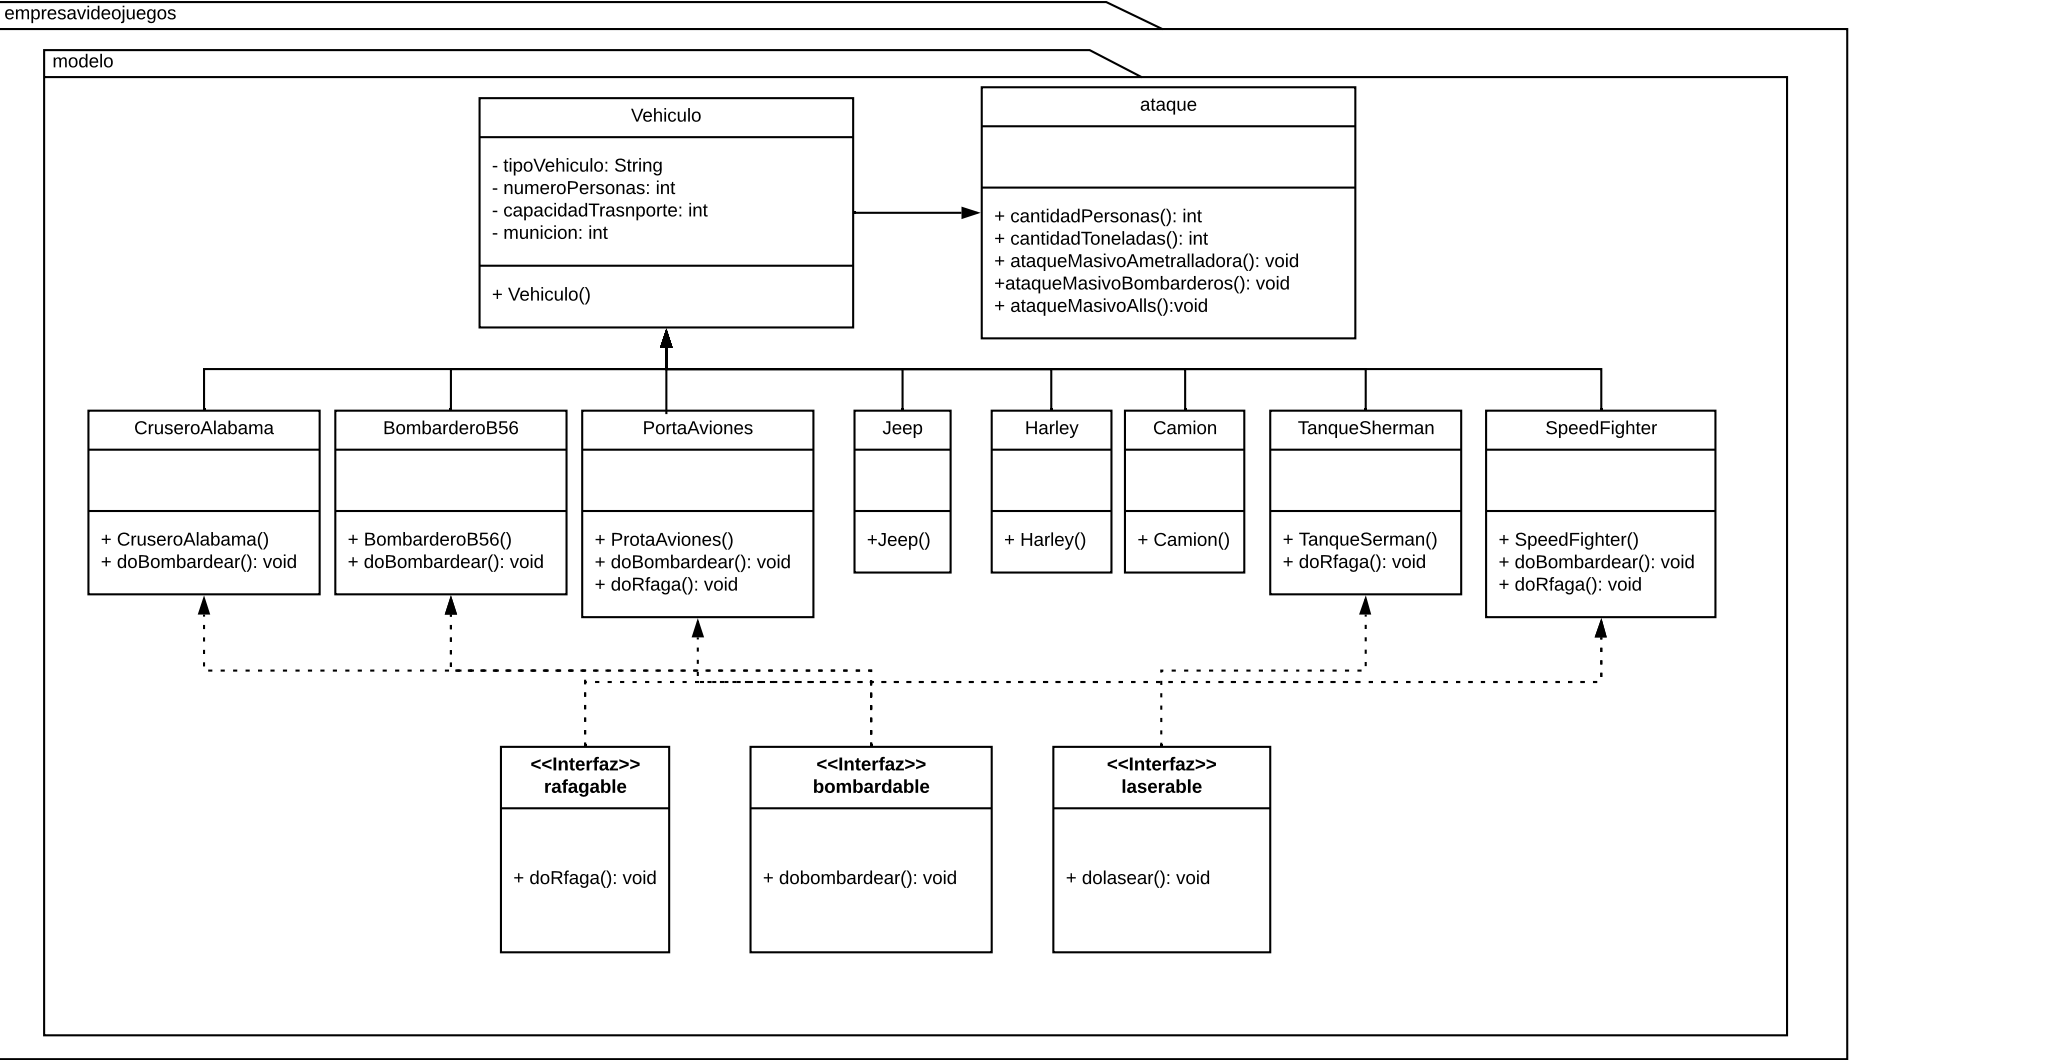 empresavideojuegos
modelo
Vehiculo
- tipoVehiculo: String
- numeroPersonas: int
- capacidadTrasnporte: int
- municion: int
+ Vehiculo()
ataque
+ cantidadPersonas(): int
+ cantidadToneladas(): int
+ ataqueMasivoAmetralladora(): void
+ataqueMasivoBombarderos(): void
+ ataqueMasivoAlls():void
CruseroAlabama
+ CruseroAlabama()
+ doBombardear(): void
BombarderoB56
+ BombarderoB56()
+ doBombardear(): void
PortaAviones
+ ProtaAviones()
+ doBombardear(): void
+ doRfaga(): void
Jeep
+Jeep()
Harley
+ Harley()
Camion
+ Camion()
TanqueSherman
+ TanqueSerman()
+ doRfaga(): void
SpeedFighter
+ SpeedFighter()
+ doBombardear(): void
+ doRfaga(): void
<<Interfaz>>
rafagable
+ doRfaga(): void
<<Interfaz>>
bombardable
+ dobombardear(): void
<<Interfaz>>
laserable
+ dolasear(): void